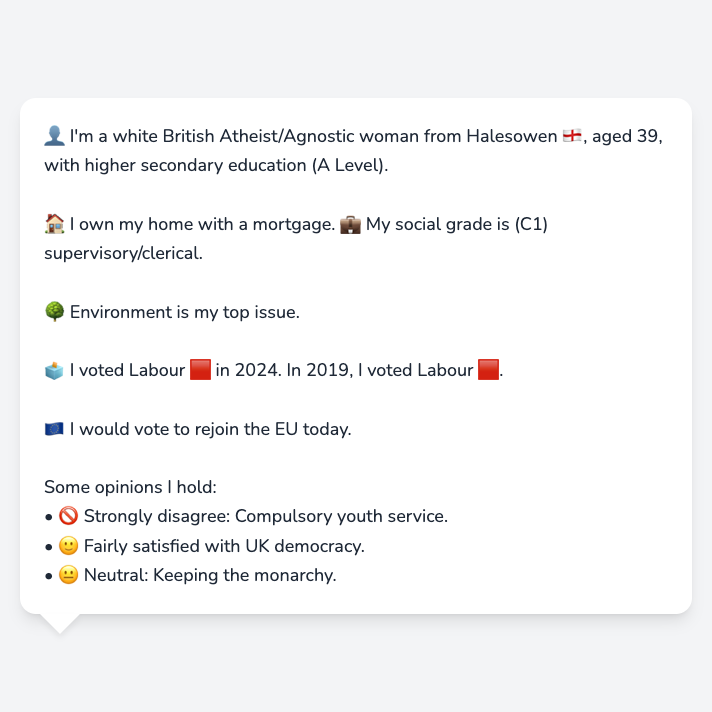 👤 I'm a white British Atheist/Agnostic woman from Halesowen 🏴󠁧󠁢󠁥󠁮󠁧󠁿, aged 39,
with higher secondary education (A Level).
🏠 I own my home with a mortgage. 💼 My social grade is (C1)
supervisory/clerical.
🌳 Environment is my top issue.
🗳️ I voted Labour 🟥 in 2024. In 2019, I voted Labour 🟥.
🇪🇺 I would vote to rejoin the EU today.
Some opinions I hold:
• 🚫 Strongly disagree: Compulsory youth service.
• 🙂 Fairly satisfied with UK democracy.
• 😐 Neutral: Keeping the monarchy.